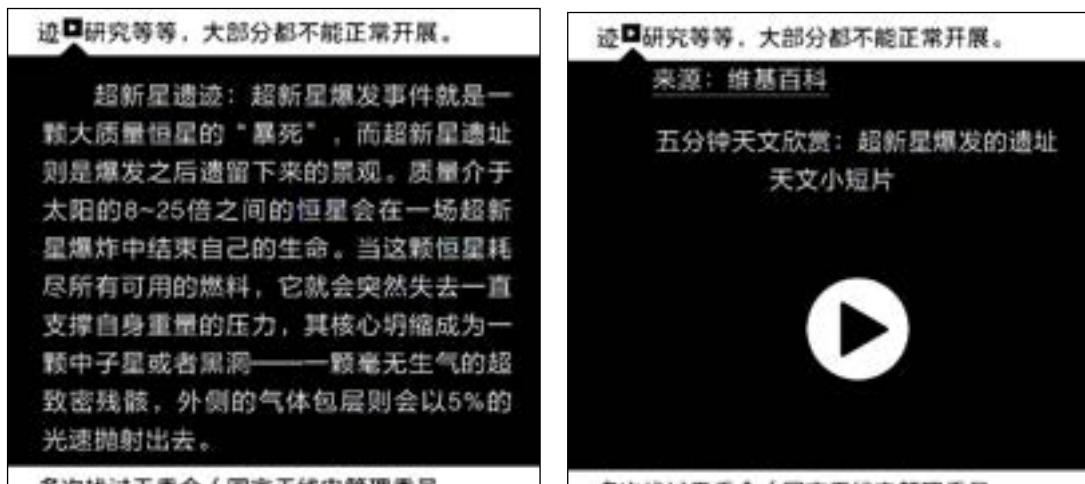 迹研究等等，大部分都不能正常开展。
超新星遗迹：超新星爆发事件就是一
颗大质量恒星的“暴死”，而超新星遗址
则是爆发之后遗留下来的景观。质量介于
太阳的8~25倍之间的恒星会在一场超新
星爆炸中结束自己的生命。当这颗恒星耗
尽所有可用的燃料，它就会突然失去一直
支撑自身重量的压力，其核心坍缩成为一
颗中子星或者黑洞——一颗毫无生气的超
致密残骸，外侧的气体包层则会以5%的
光速抛射出去。
迹研究等等，大部分都不能正常开展。
来源：维基百科
五分钟天文欣赏：超新星爆发的遗址
天文小短片